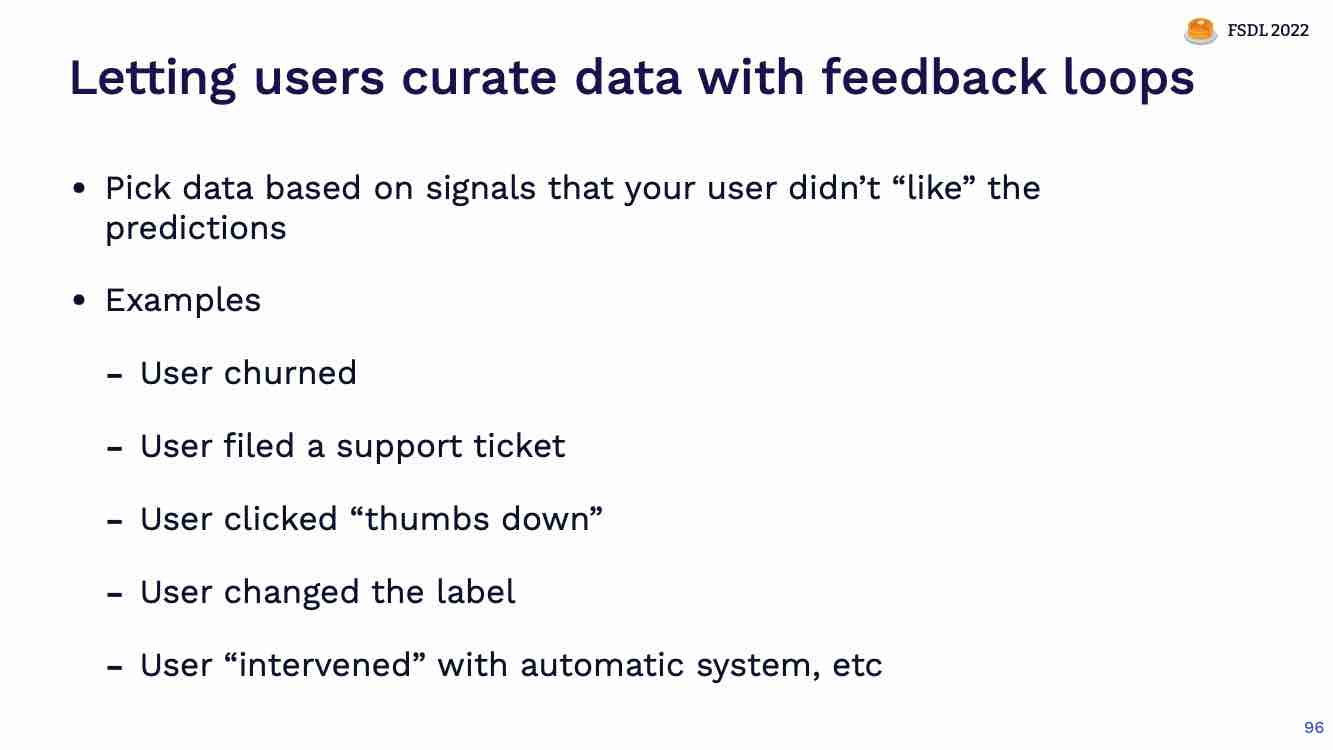 FSDL 2022
Letting users curate data with feedback loops
• Pick data based on signals that your user didn’t “like” the
predictions
• Examples
– User churned
– User filed a support ticket
– User clicked “thumbs down”
– User changed the label
– User “intervened” with automatic system, etc
96